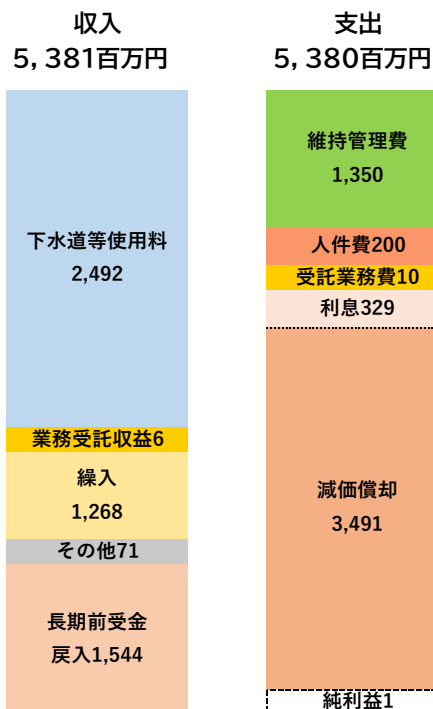 収入
5,381百万円
下水道等使用料
2,492
業務受託収益6
繰入
1,268
その他71
長期前受金
戻入1,544
支出
5,380百万円
維持管理費
1,350
人件費200
受託業務費10
利息329
減価償却
3,491
純利益1